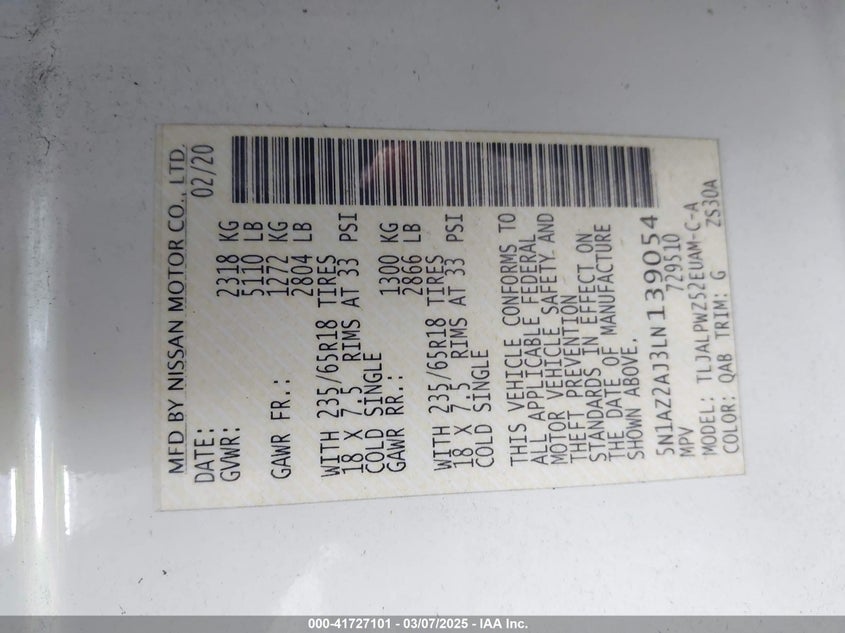 MFD BY NISSAN MOTOR CO., LTD.
DATE: 02/20
GVWR: 2318 KG
5110 LB
GAWR FR.: 1272 KG
2804 LB
WITH 235/65R18 TIRES
18 X 7.5 RIMS AT 33 PSI
COLD SINGLE
GAWR RR.: 1300 KG
2866 LB
WITH 235/65R18 TIRES
18 X 7.5 RIMS AT 33 PSI
COLD SINGLE
THIS VEHICLE CONFORMS TO
ALL APPLICABLE FEDERAL
MOTOR VEHICLE SAFETY AND
THEFT PREVENTION
STANDARDS IN EFFECT ON
THE DATE OF MANUFACTURE
SHOWN ABOVE.
5N1AZ2AJ3LN139054
MPV 729510
MODEL: TLJALPWZ52EUAM-C-A
COLOR: QAB TRIM: G ZS30A
000-41727101 — 03/07/2025 — IAA Inc.